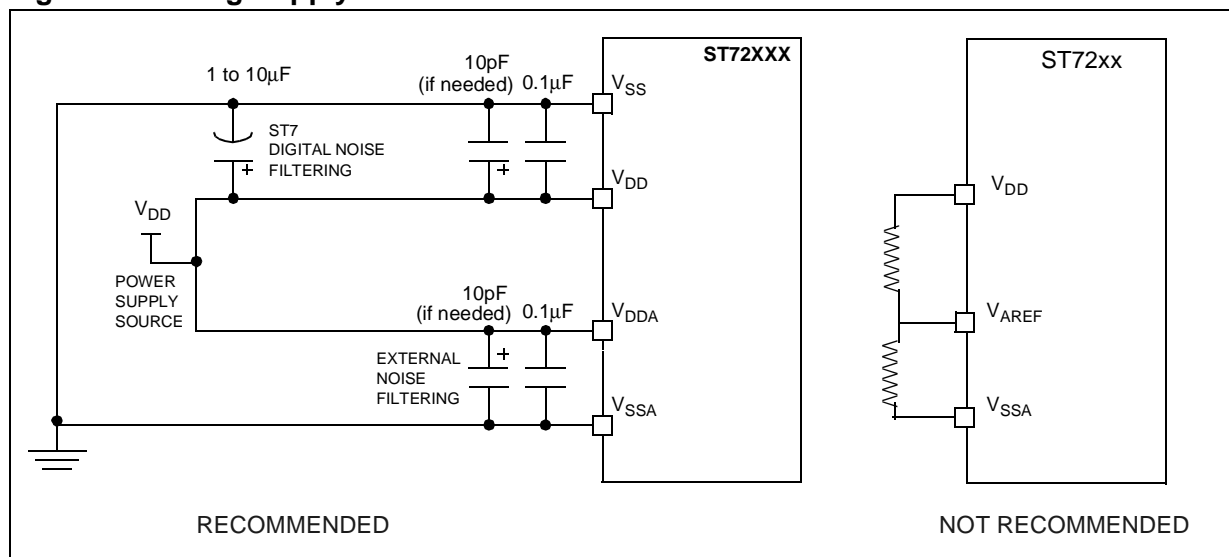 1 to 10μF
10pF
(if needed)
0.1μF
ST72XXX
VSS
ST7
DIGITAL NOISE
FILTERING
+
+
VDD
VDD
POWER
SUPPLY
SOURCE
10pF
(if needed)
0.1μF
VDDA
EXTERNAL
NOISE
FILTERING
+
VSSA
RECOMMENDED
ST72xx
VDD
VAREF
VSSA
NOT RECOMMENDED